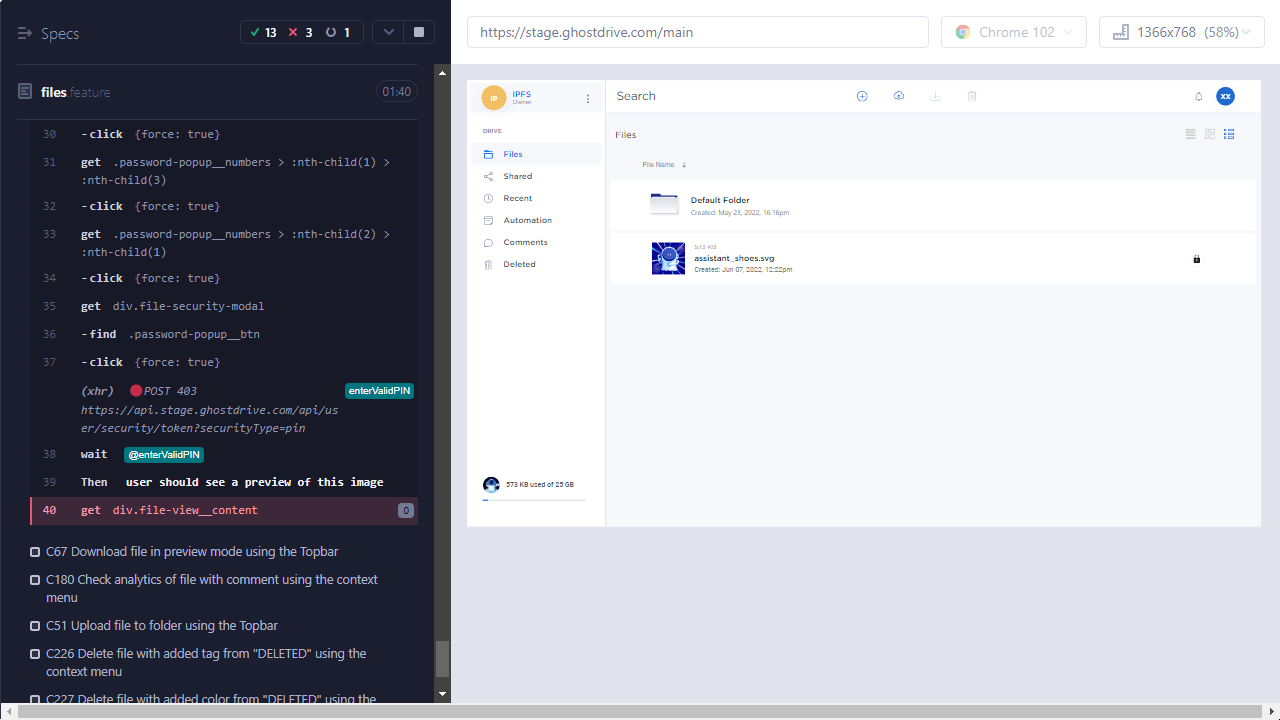 Specs
13
3
1
files feature
01:40
30 -click {force: true}
31 get .password-popup__numbers > :nth-child(1) >
:nth-child(3)
32 -click {force: true}
33 get .password-popup__numbers > :nth-child(2) >
:nth-child(1)
34 -click {force: true}
35 get div.file-security-modal
36 -find .password-popup__btn
37 -click {force: true}
(xhr) POST 403 enterValidPIN
https://api.stage.ghostdrive.com/api/us
er/security/token?securityType=pin
38 wait @enterValidPIN
39 Then user should see a preview of this image
40 get div.file-view__content 0
C67 Download file in preview mode using the Topbar
C180 Check analytics of file with comment using the context
menu
C51 Upload file to folder using the Topbar
C226 Delete file with added tag from "DELETED" using the
context menu
C227 Delete file with added color from "DELETED" using the
https://stage.ghostdrive.com/main
Chrome 102
1366x768 (58%)
IP
IPFS
Owner
Search
XX
DRIVE
Files
Shared
Recent
Automation
Comments
Deleted
573 KB used of 25 GB
Files
File Name
Default Folder
Created: May 23, 2022, 16:16pm
573 KB
assistant_shoes.svg
Created: Jun 07, 2022, 12:22pm